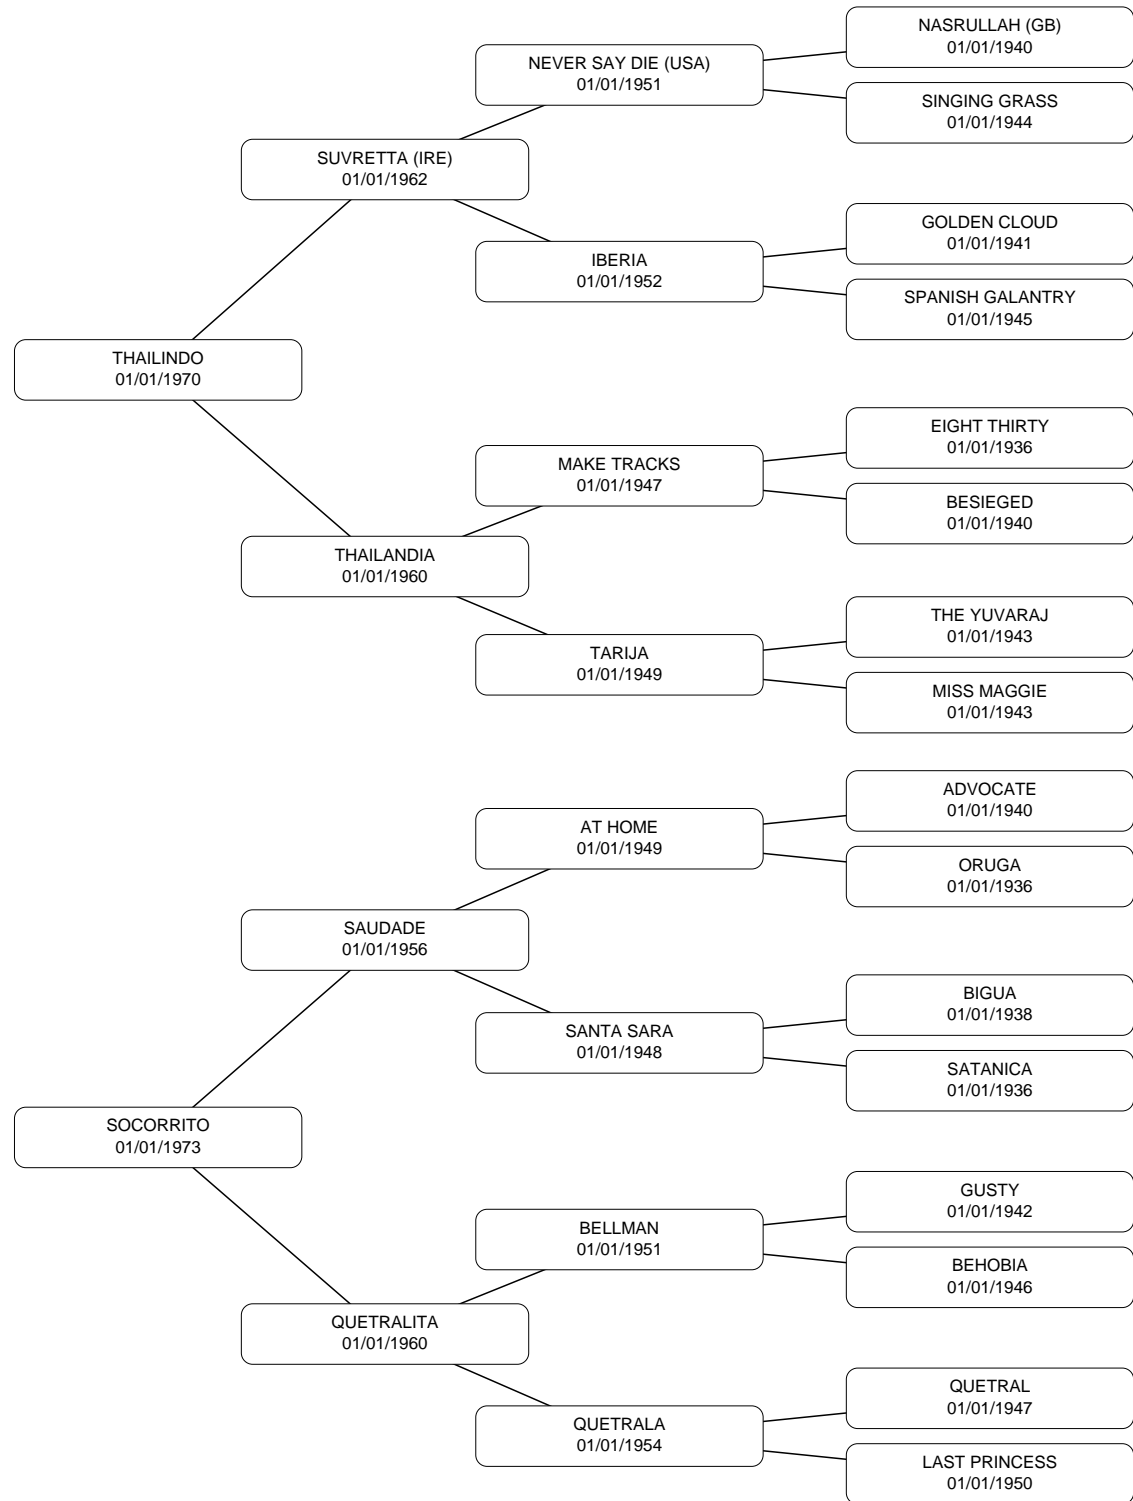 NASRULLAH (GB)
01/01/1940
NEVER SAY DIE (USA)
01/01/1951
SINGING GRASS
01/01/1944
SUVRETTA (IRE)
01/01/1962
GOLDEN CLOUD
01/01/1941
IBERIA
01/01/1952
SPANISH GALANTRY
01/01/1945
THAILINDO
01/01/1970
EIGHT THIRTY
01/01/1936
MAKE TRACKS
01/01/1947
BESIEGED
01/01/1940
THAILANDIA
01/01/1960
THE YUVARAJ
01/01/1943
TARIJA
01/01/1949
MISS MAGGIE
01/01/1943
ADVOCATE
01/01/1940
AT HOME
01/01/1949
ORUGA
01/01/1936
SAUDADE
01/01/1956
BIGUA
01/01/1938
SANTA SARA
01/01/1948
SATANICA
01/01/1936
SOCORRITO
01/01/1973
GUSTY
01/01/1942
BELLMAN
01/01/1951
BEHOBIA
01/01/1946
QUETRALITA
01/01/1960
QUETRAL
01/01/1947
QUETRALA
01/01/1954
LAST PRINCESS
01/01/1950